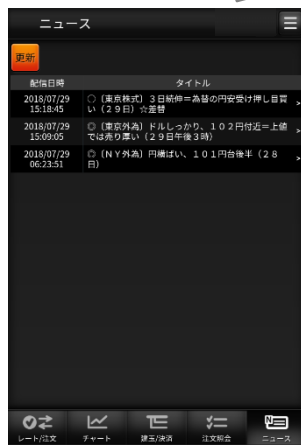 ニュース
更新
配信日時 タイトル
2018/07/29 15:18:45
○〔東京株式〕３日続伸＝為替の円安受け押し目買
い（２９日）☆差替
2018/07/29 15:09:05
◎〔東京外為〕ドルしっかり、１０２円付近＝上値
では売り厚い（２９日午後３時）
2018/07/29 06:23:51
◎〔ＮＹ外為〕円横ばい、１０１円台後半（２８
日）
レート/注文 チャート 建玉/決済 注文照会 ニュース